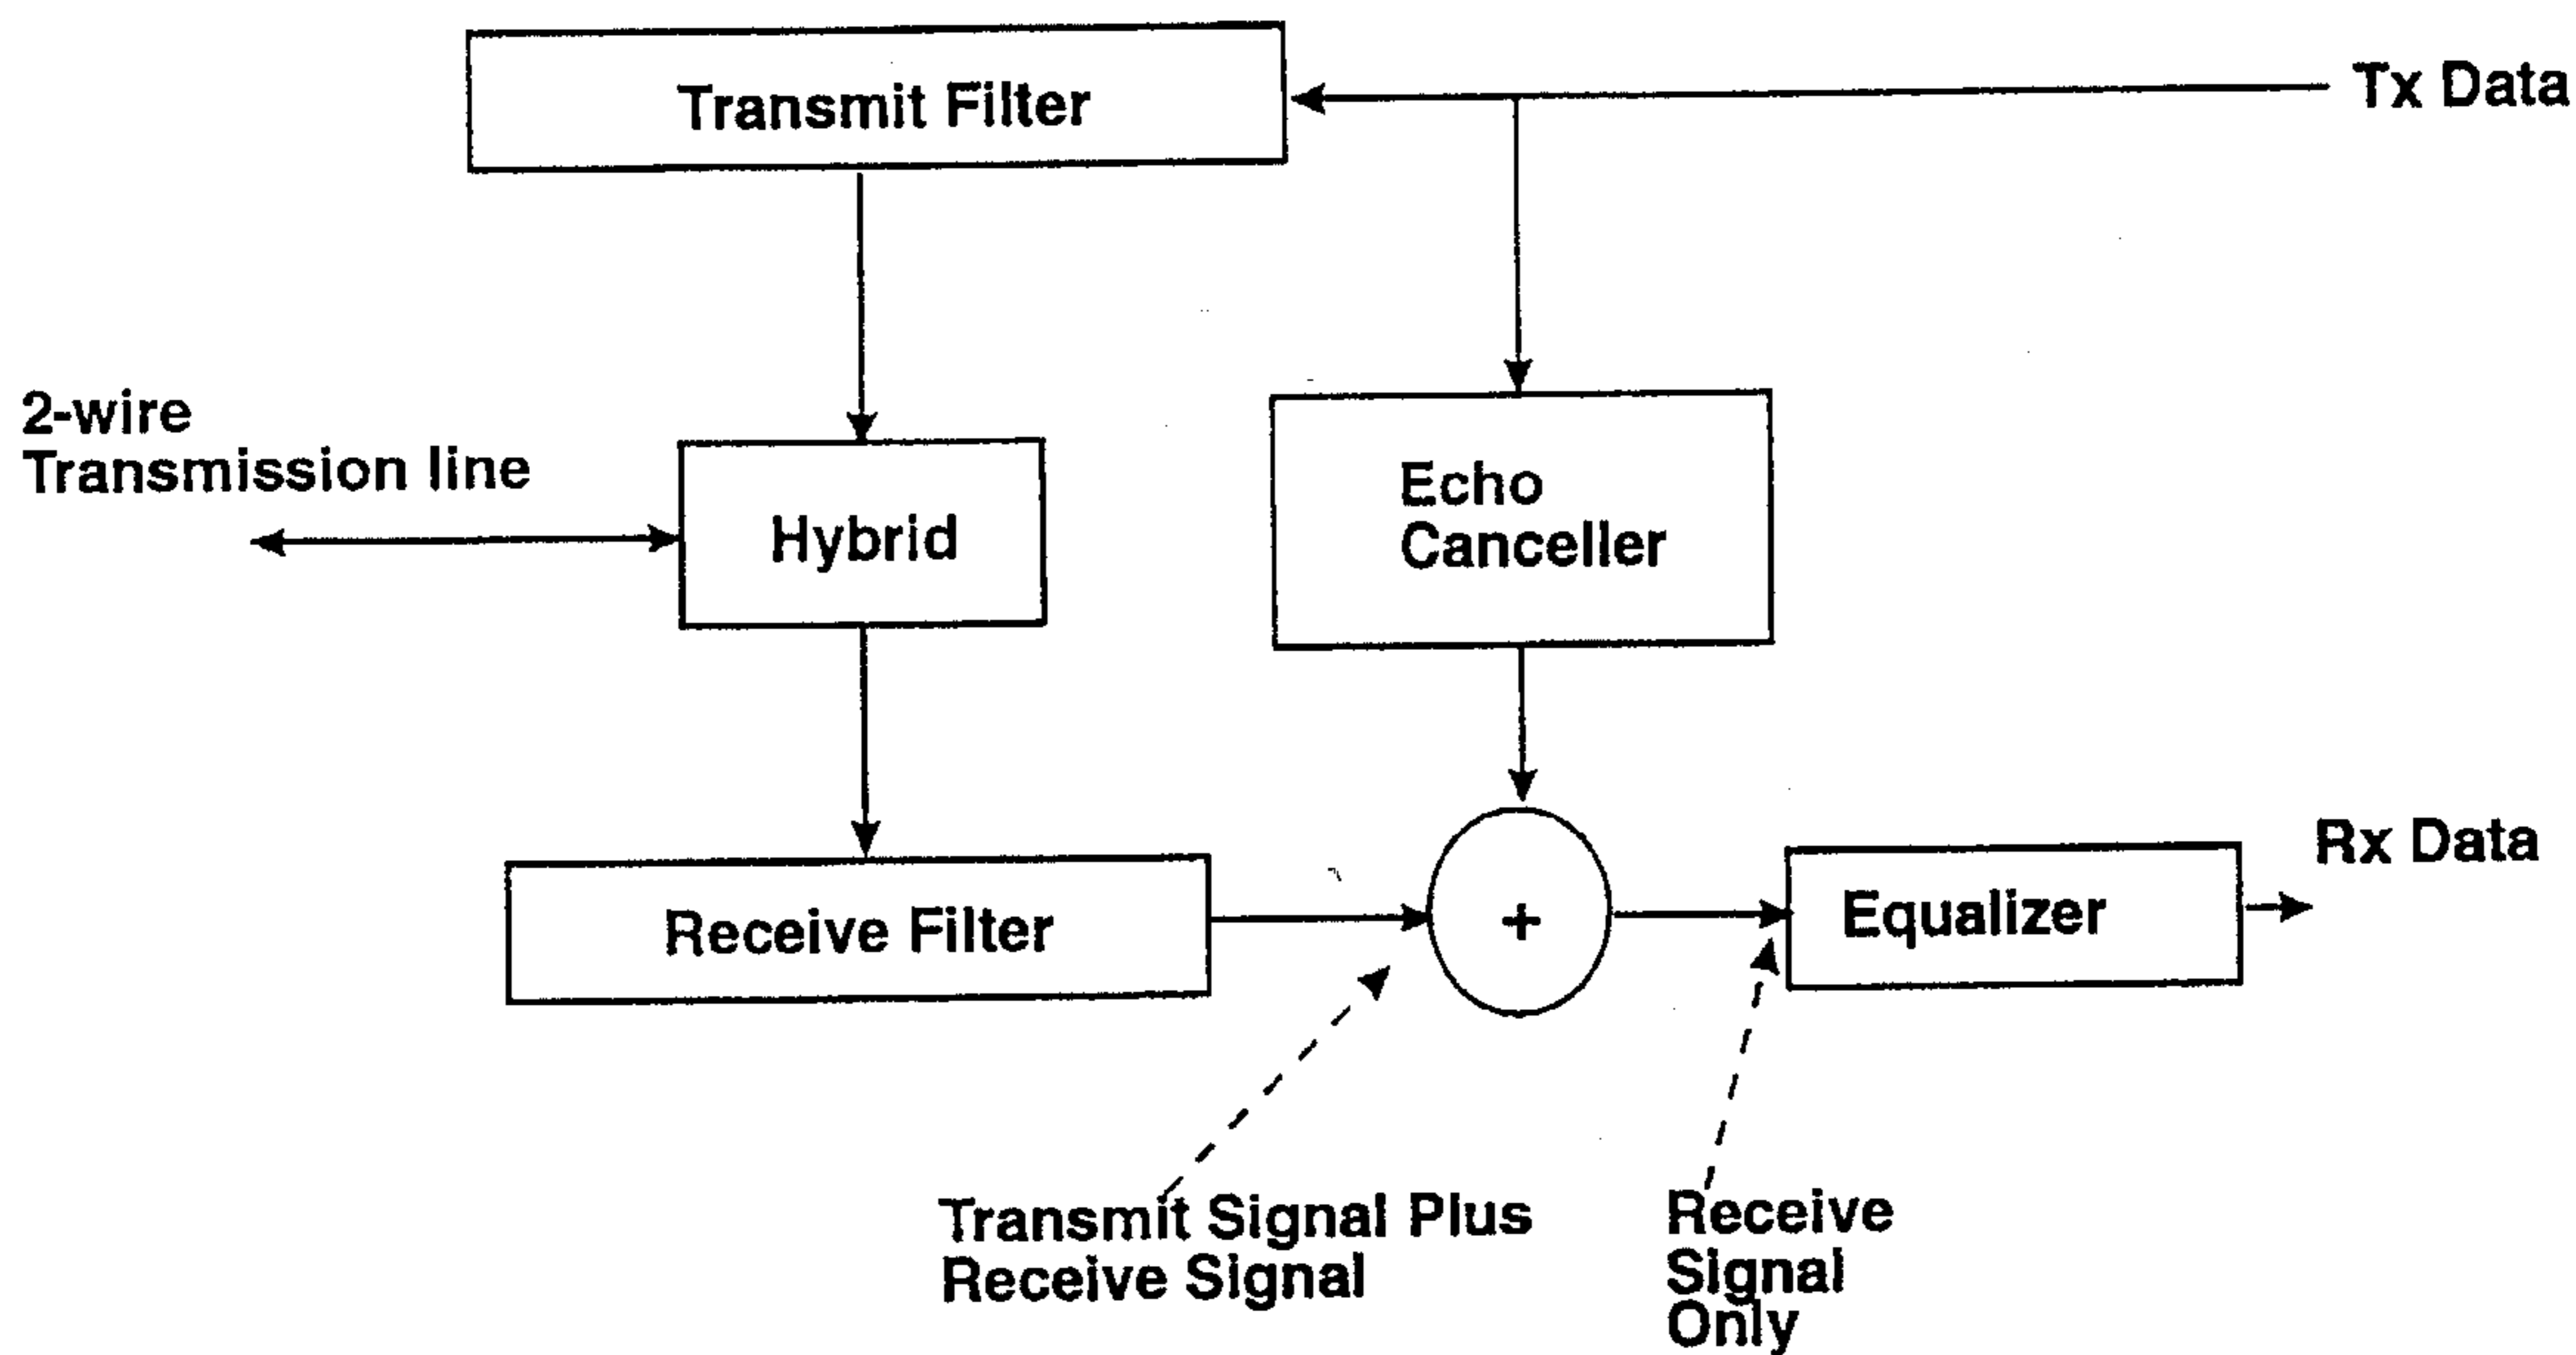 Transmit Filter
Tx Data
2-wire
Transmission line
Hybrid
Echo
Canceller
Receive Filter
+
Equalizer
Rx Data
Transmit Signal Plus
Receive Signal
Receive
Signal
Only